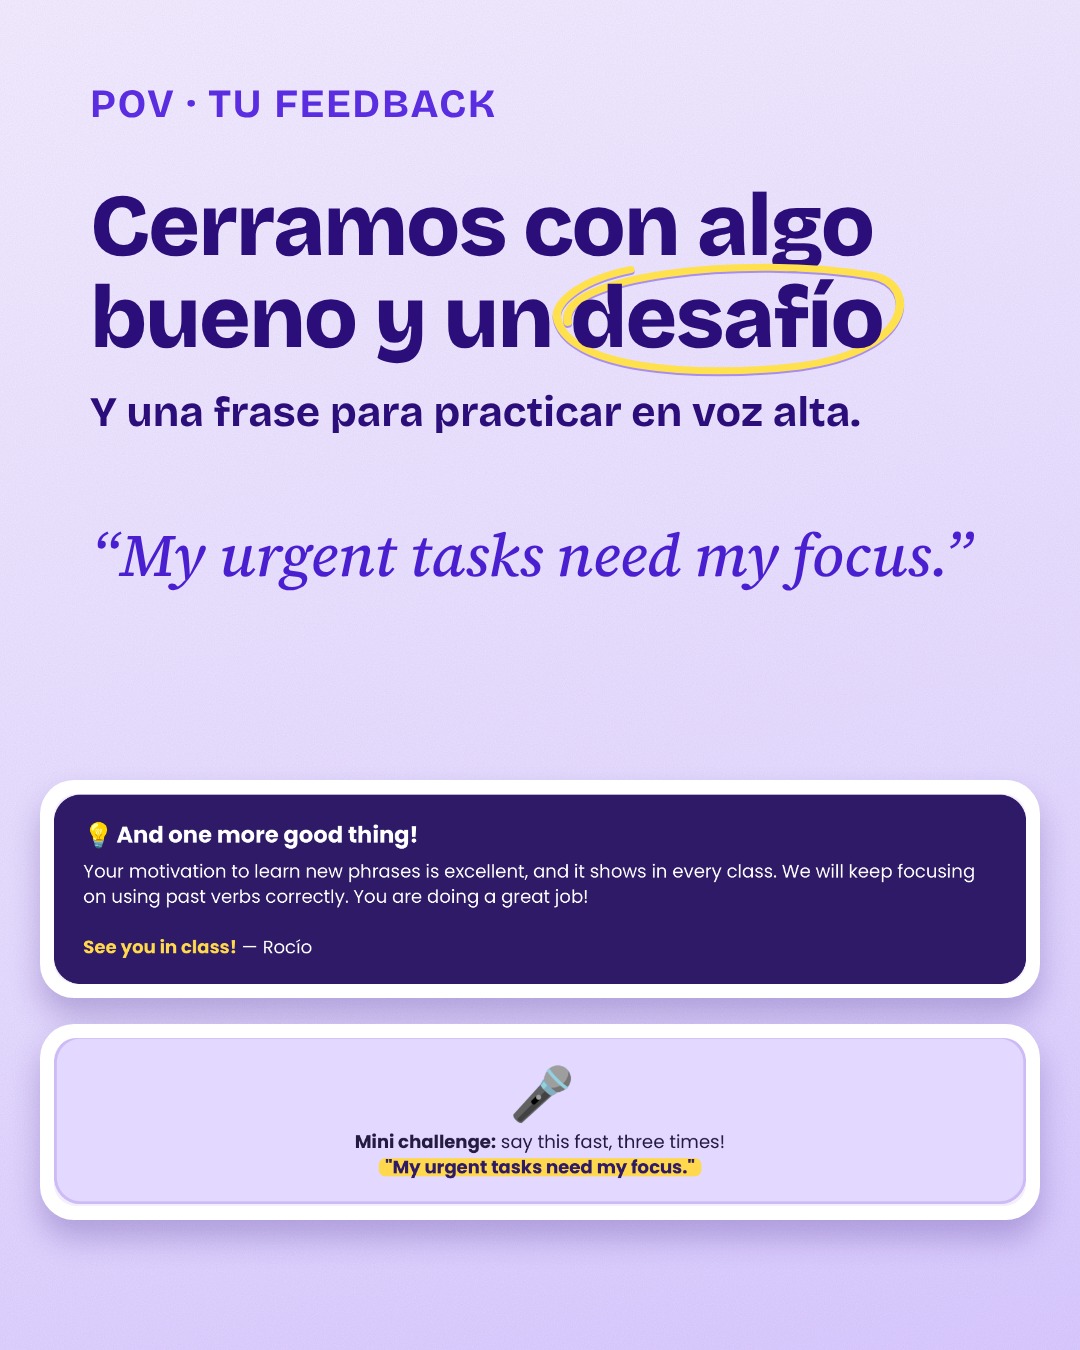 POV · TU FEEDBACK
Cerramos con algo
bueno y un desafío
Y una frase para practicar en voz alta.
“My urgent tasks need my focus.”
💡 And one more good thing!
Your motivation to learn new phrases is excellent, and it shows in every class. We will keep focusing
on using past verbs correctly. You are doing a great job!
See you in class! — Rocío
Mini challenge: say this fast, three times!
"My urgent tasks need my focus."